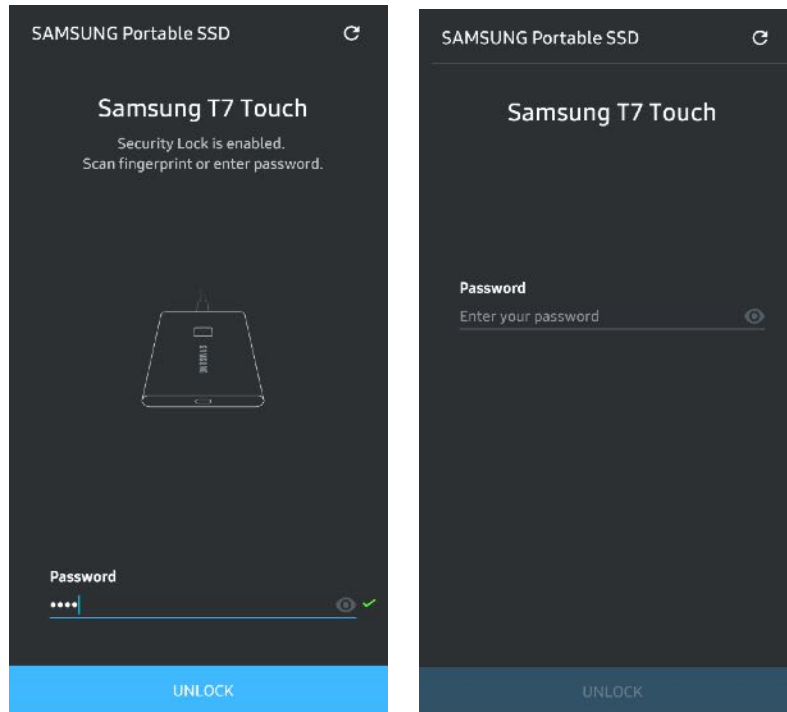 SAMSUNG Portable SSD
Samsung T7 Touch
Security Lock is enabled.
Scan fingerprint or enter password.
SAMSUNG
Password
••••
UNLOCK
SAMSUNG Portable SSD
Samsung T7 Touch
Password
Enter your password
UNLOCK